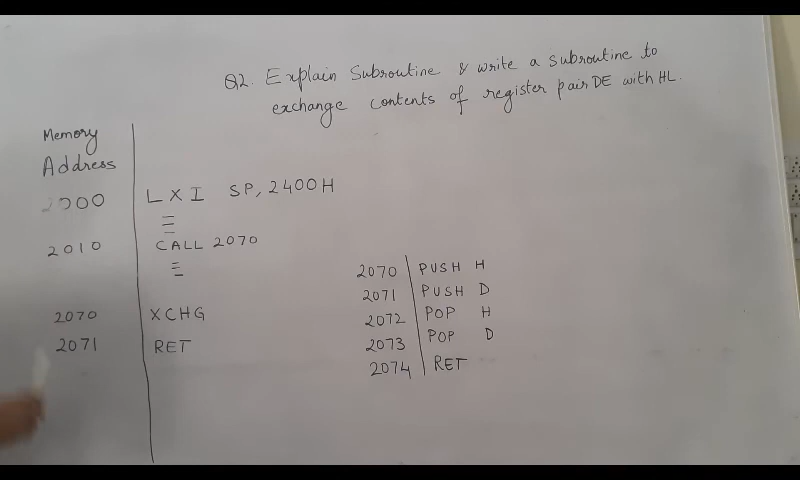 Q2. Explain Subroutine & write a subroutine to
exchange contents of register pair DE with HL.
Memory
Address
2000 LXI SP, 2400H
2010 CALL 2070
2070 XCHG
2071 RET
2070 PUSH H
2071 PUSH D
2072 POP H
2073 POP D
2074 RET